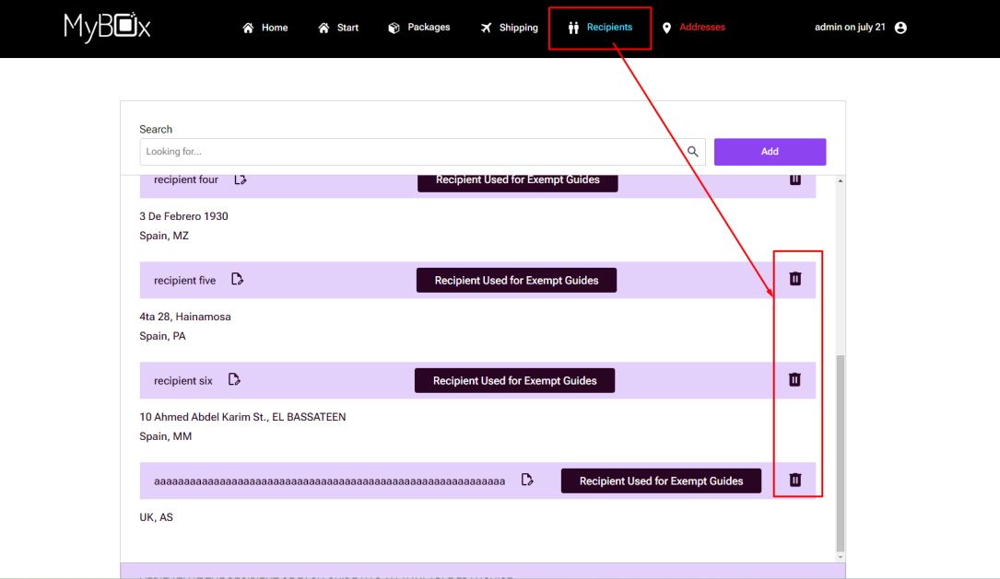 MyBOx
Home
Start
Packages
Shipping
Recipients
Addresses
admin on july 21
Search
Looking for...
Add
recipient four
Recipient Used for Exempt Guides
3 De Febrero 1930
Spain, MZ
recipient five
Recipient Used for Exempt Guides
4ta 28, Hainamosa
Spain, PA
recipient six
Recipient Used for Exempt Guides
10 Ahmed Abdel Karim St., EL BASSATEEN
Spain, MM
aaaaaaaaaaaaaaaaaaaaaaaaaaaaaaaaaaaaaaaaaaaaaaaaaaaaaaaaaaa
Recipient Used for Exempt Guides
UK, AS